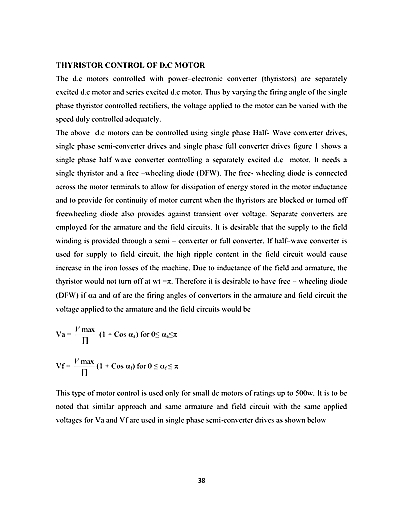 THYRISTOR CONTROL OF D.C MOTOR
The d.c motors controlled with power–electronic converter (thyristors) are separately
excited d.c motor and series excited d.c motor. Thus by varying the firing angle of the single
phase thyristor controlled rectifiers, the voltage applied to the motor can be varied with the
speed duly controlled adequately.
The above d.c motors can be controlled using single phase Half- Wave converter drives,
single phase semi-converter drives and single phase full converter drives figure 1 shows a
single phase half wave converter controlling a separately excited d.c motor. It needs a
single thyristor and a free –wheeling diode (DFW). The free- wheeling diode is connected
across the motor terminals to allow for dissipation of energy stored in the motor inductance
and to provide for continuity of motor current when the thyristors are blocked or turned off
freewheeling diode also provides against transient over voltage. Separate converters are
employed for the armature and the field circuits. It is desirable that the supply to the field
winding is provided through a semi – converter or full converter. If half–wave converter is
used for supply to field circuit, the high ripple content in the field circuit would cause
increase in the iron losses of the machine. Due to inductance of the field and armature, the
thyristor would not turn off at wt =π. Therefore it is desirable to have free – wheeling diode
(DFW) if αa and αf are the firing angles of convertors in the armature and field circuit the
voltage applied to the armature and the field circuits would be
Va = V max / ∏ (1 + Cos αₐ) for 0≤ αₐ≤π
Vf = V max / ∏ (1 + Cos αf) for 0 ≤ αf ≤ π
This type of motor control is used only for small dc motors of ratings up to 500w. It is to be
noted that similar approach and same armature and field circuit with the same applied
voltages for Va and Vf are used in single phase semi-converter drives as shown below
38